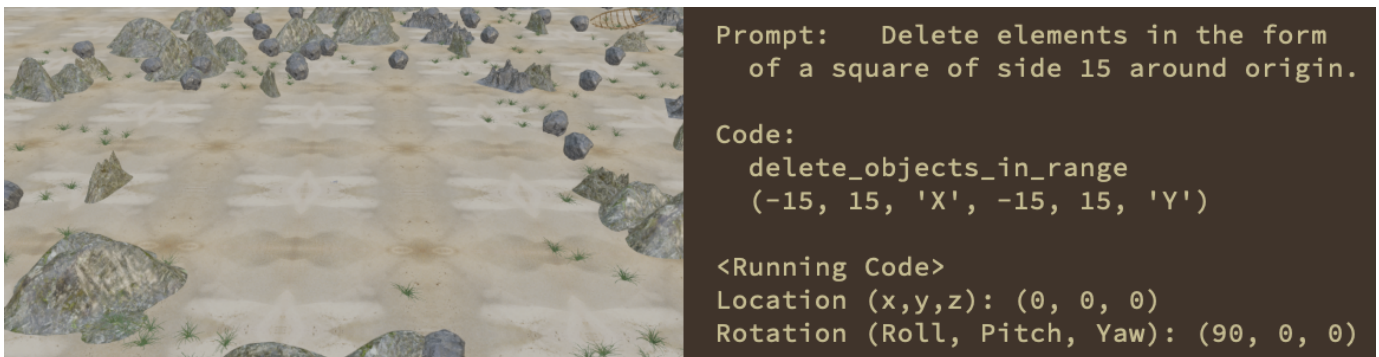 Prompt: Delete elements in the form
of a square of side 15 around origin.
Code:
delete_objects_in_range
(-15, 15, 'X', -15, 15, 'Y')
<Running Code>
Location (x,y,z): (0, 0, 0)
Rotation (Roll, Pitch, Yaw): (90, 0, 0)